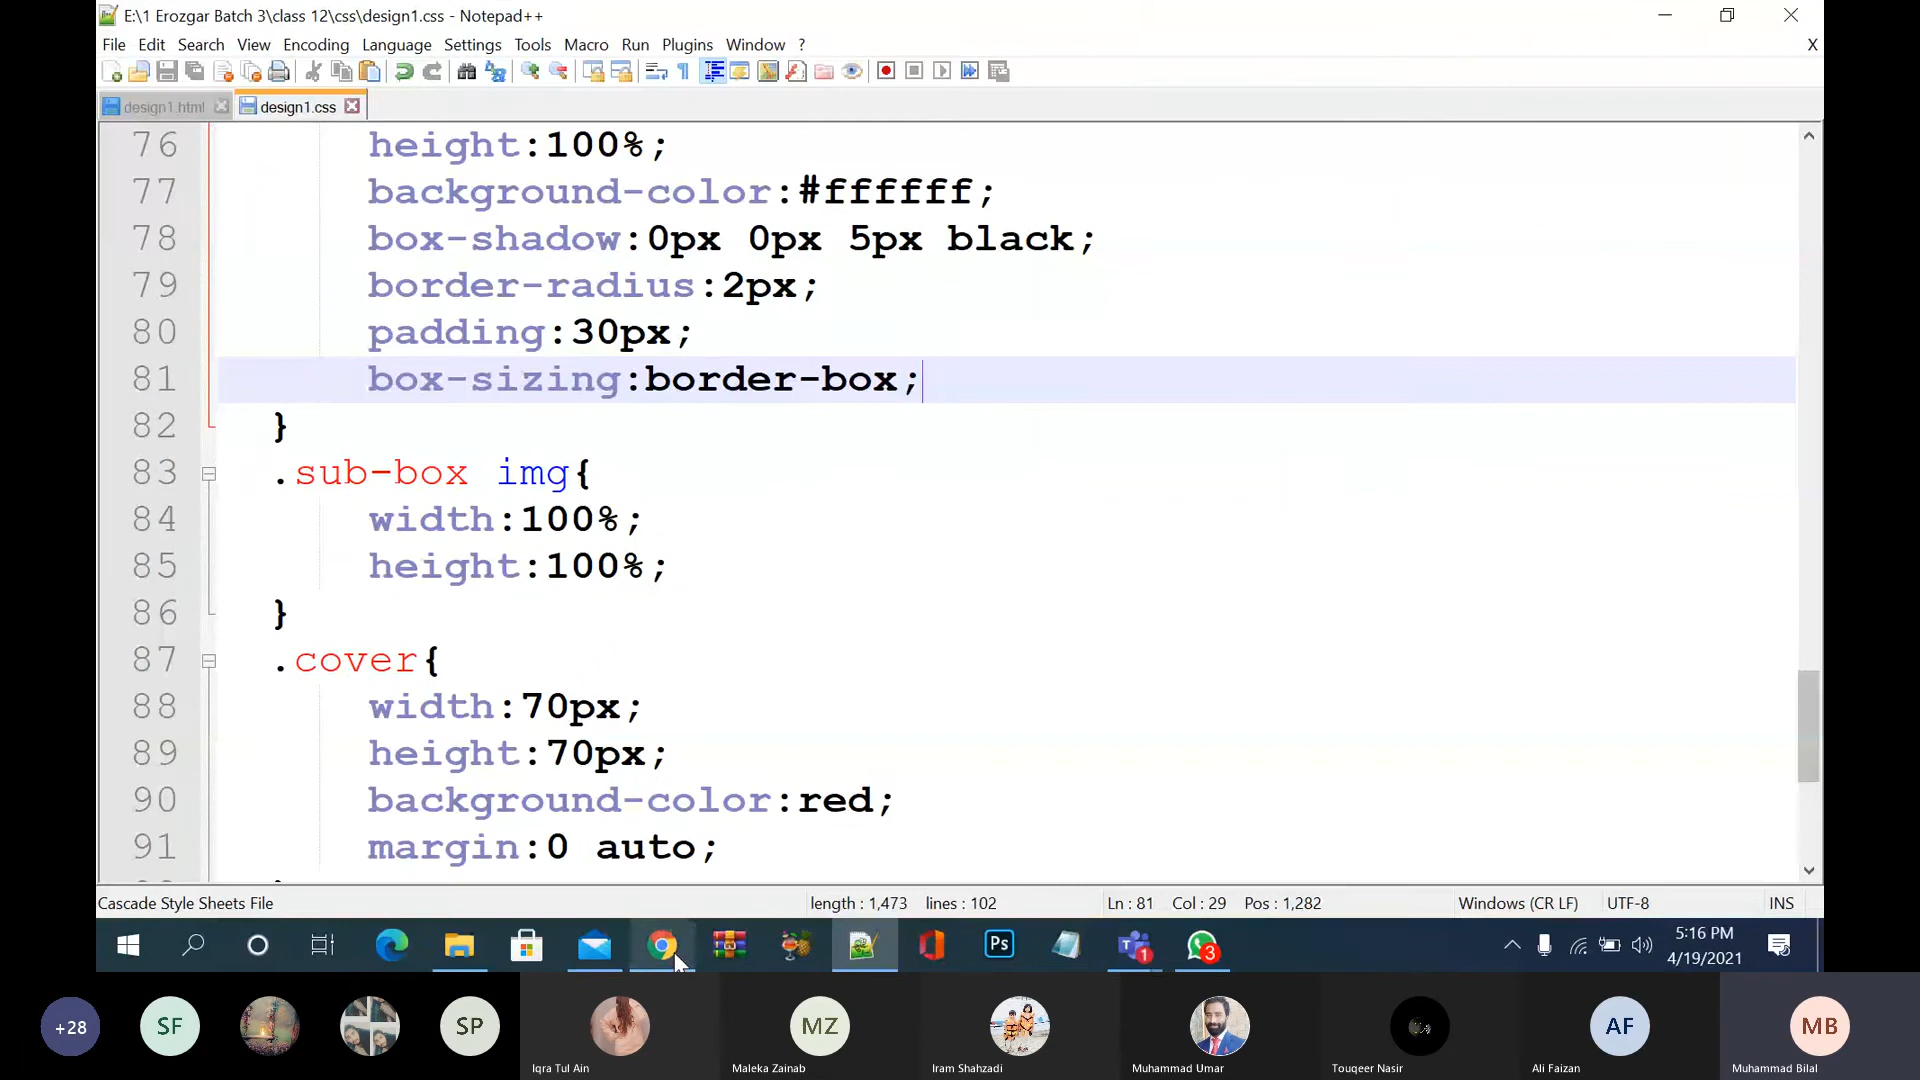 E:\1 Erozgar Batch 3\class 12\css\design1.css - Notepad++
File Edit Search View Encoding Language Settings Tools Macro Run Plugins Window ? X
design1.html design1.css
76 height:100%;
77 background-color:#ffffff;
78 box-shadow:0px 0px 5px black;
79 border-radius:2px;
80 padding:30px;
81 box-sizing:border-box;
82 }
83 .sub-box img{
84 width:100%;
85 height:100%;
86 }
87 .cover{
88 width:70px;
89 height:70px;
90 background-color:red;
91 margin:0 auto;
Cascade Style Sheets File length : 1,473 lines : 102 Ln : 81 Col : 29 Pos : 1,282 Windows (CR LF) UTF-8 INS
Ps 1 3 5:16 PM
4/19/2021
+28 SF SP MZ AF MB
Iqra Tul Ain Maleka Zainab Iram Shahzadi Muhammad Umar Touqeer Nasir Ali Faizan Muhammad Bilal